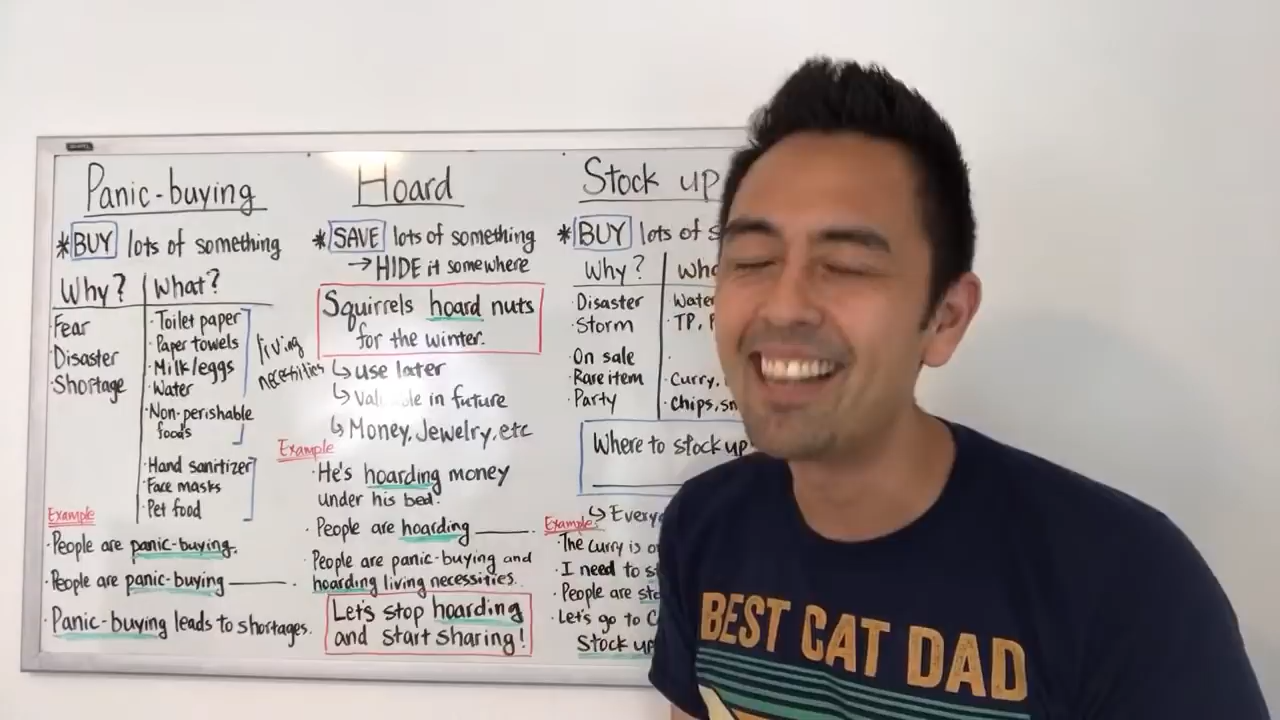 Panic-buying
*BUY lots of something
Why? What?
Fear
Disaster
Shortage
·Toilet paper
·Paper towels
·Milk/eggs
·Water
·Non-perishable
foods
living
necessities
·Hand sanitizer
·Face masks
·Pet food
Example
·People are panic-buying.
·People are panic-buying ______.
·Panic-buying leads to shortages.
Hoard
*SAVE lots of something
→HIDE it somewhere
Squirrels hoard nuts
for the winter.
↳use later
↳ in future
↳Money, Jewelry, etc
Example
·He's hoarding money
under his bed.
·People are hoarding ______.
·People are panic-buying and
hoarding living necessities.
Let's stop hoarding
and start sharing!
Stock up
*BUY lots of
Why?
·Disaster
·Storm
·On sale
·Rare item
·Party
Water
·TP,
·Curry,
·chips,
Where to stock up
Example
·The curry is
·I need to
·People are
·Let's go to
Stock up
BEST CAT DAD